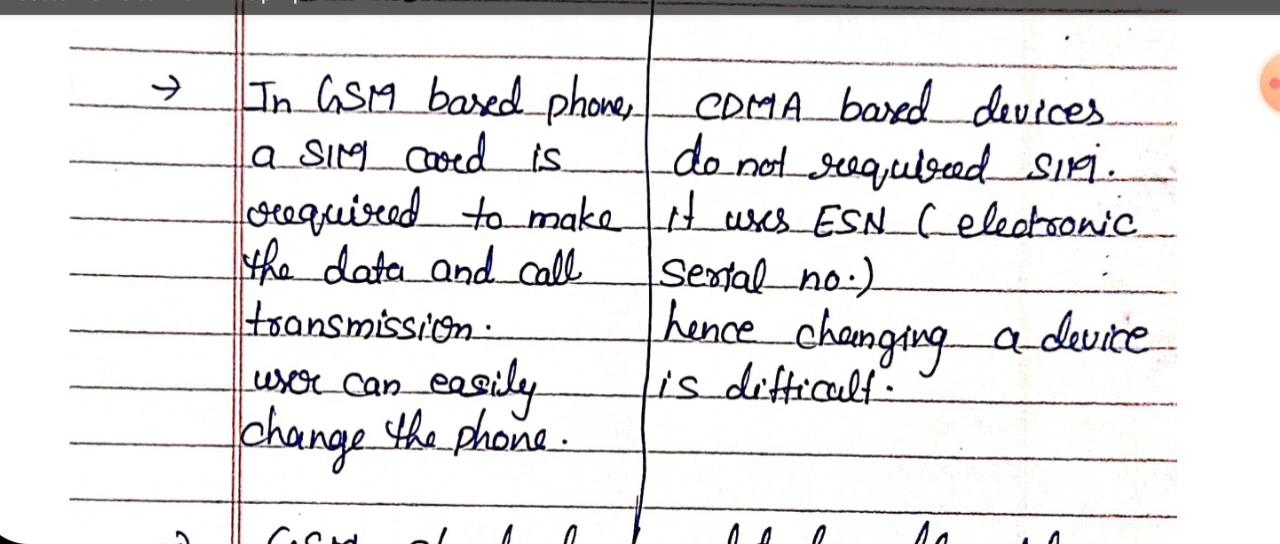 → In GSM based phone,
a SIM card is
required to make
the data and call
transmission.
user can easily
change the phone.
CDMA based devices
do not required SIM.
it uses ESN ( electronic
Serial no.)
hence changing a device
is difficult.